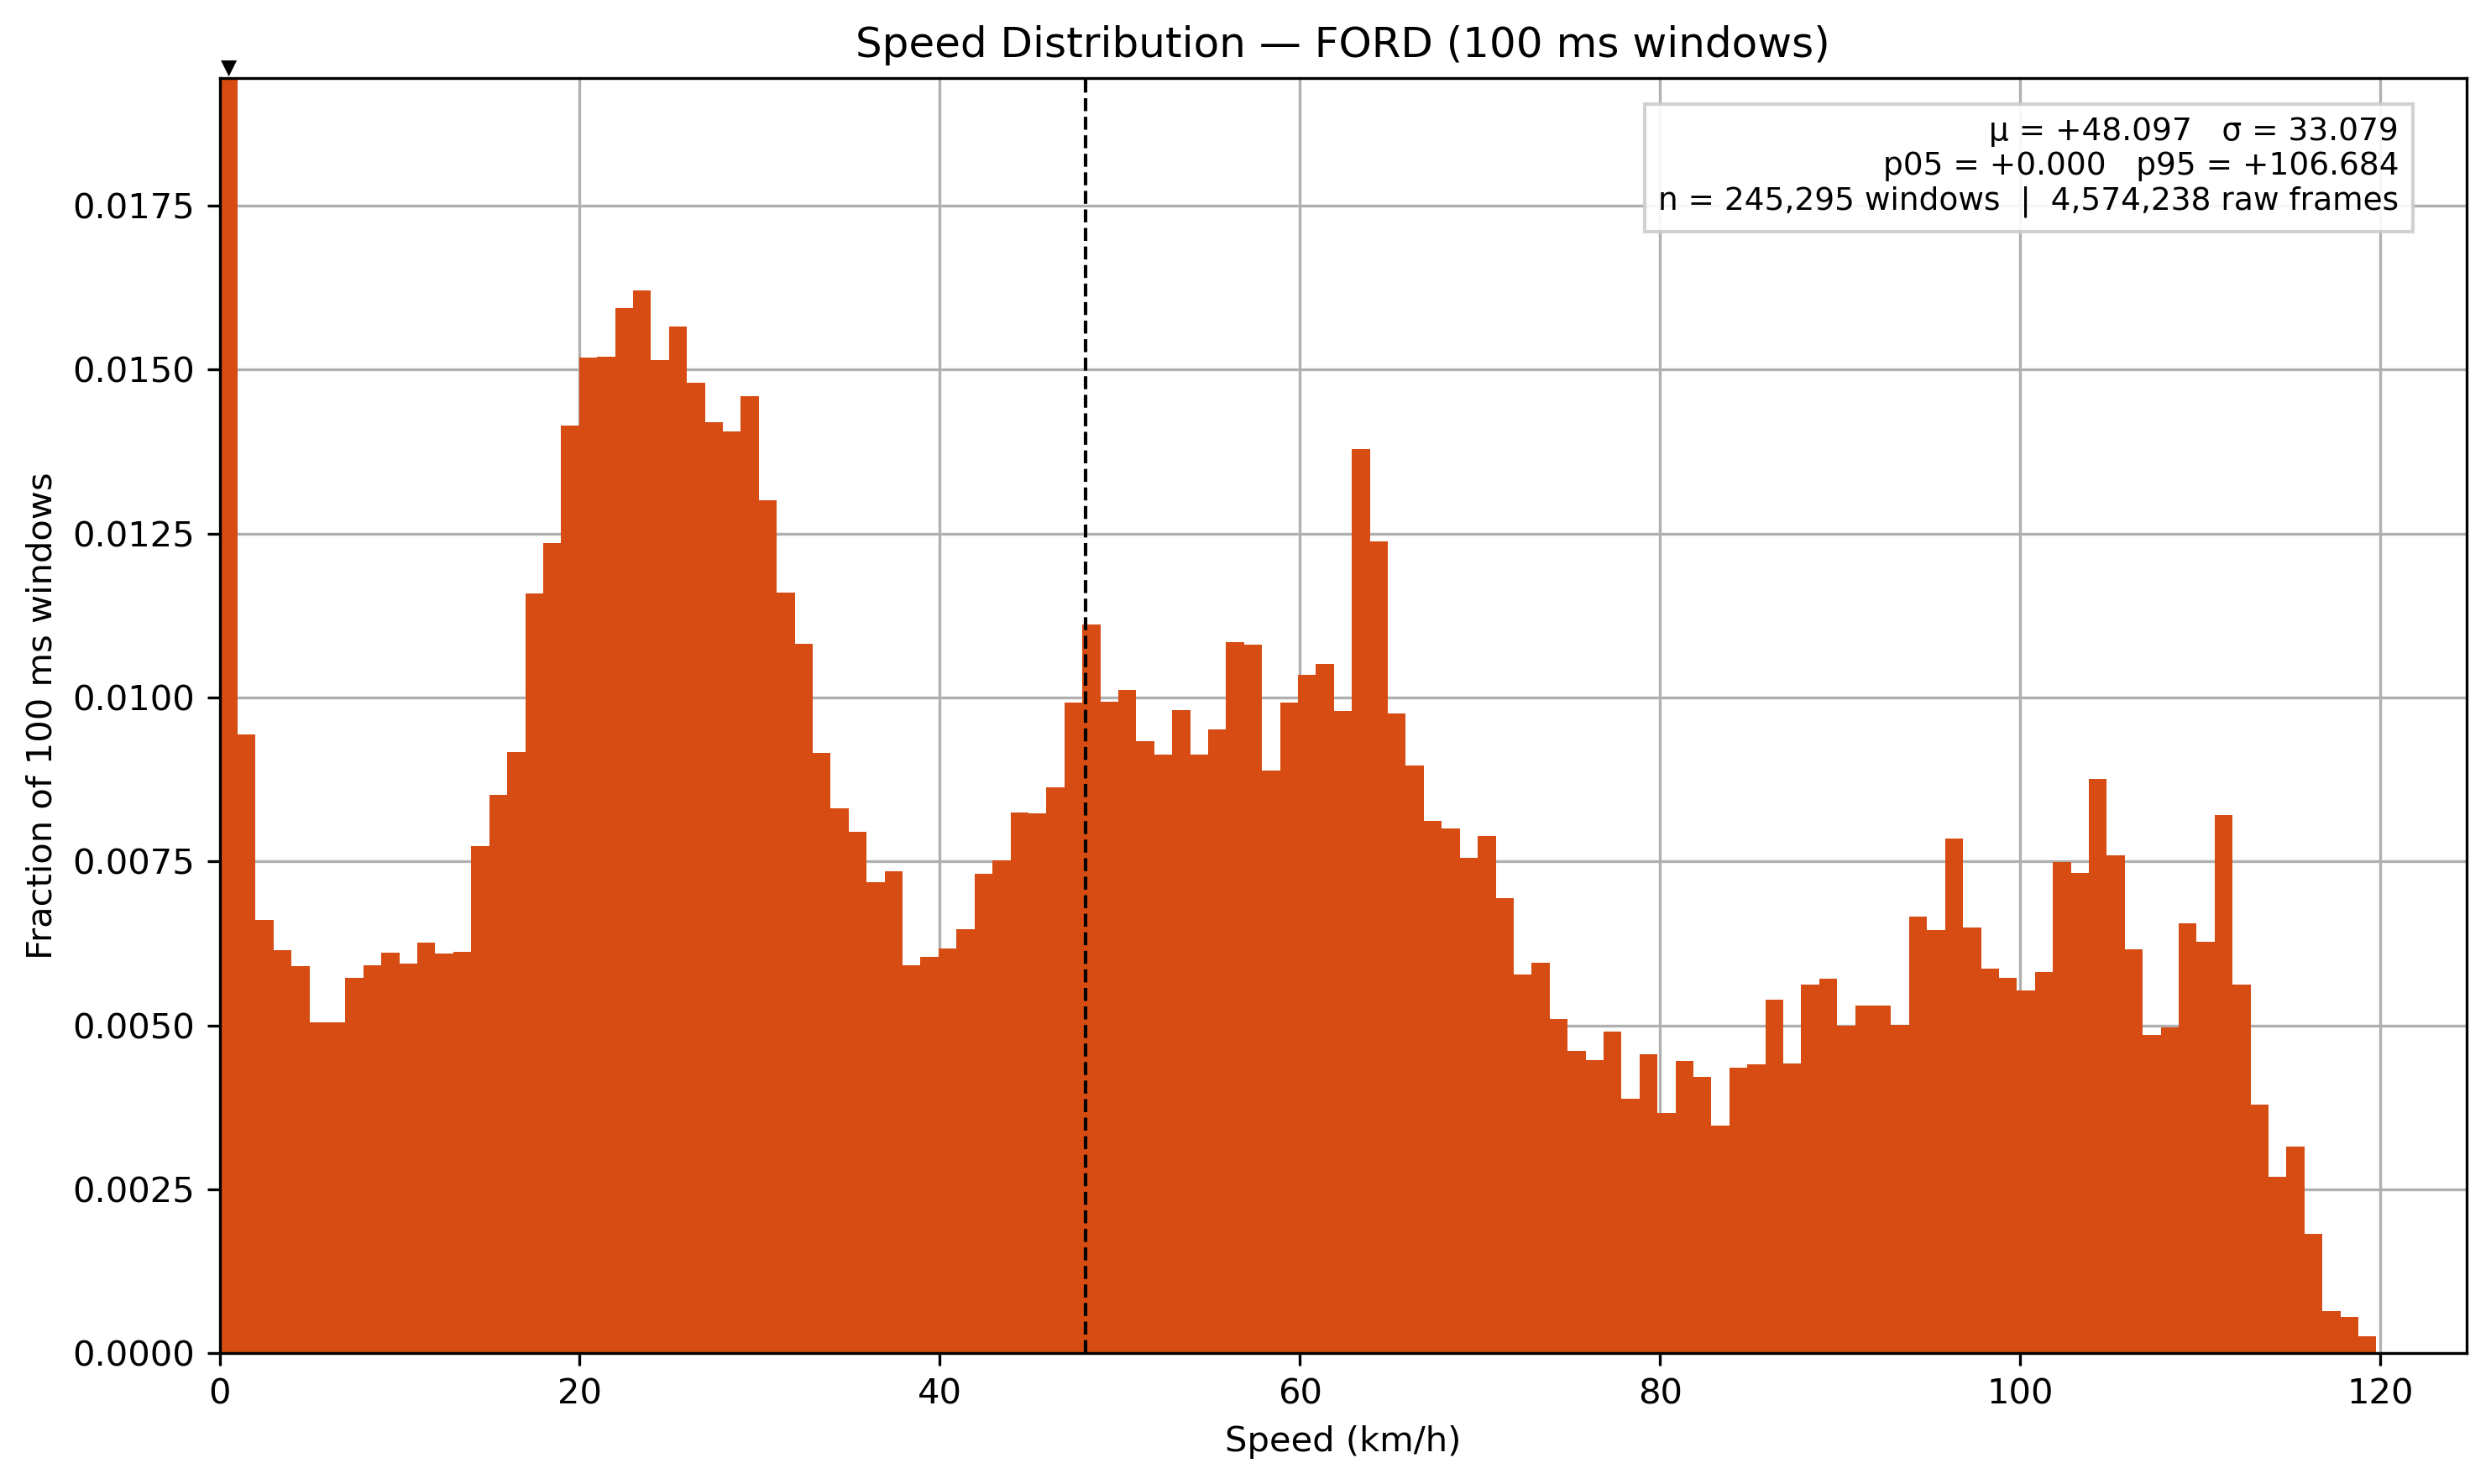 Speed Distribution — FORD (100 ms windows)
μ = +48.097   σ = 33.079
p05 = +0.000   p95 = +106.684
n = 245,295 windows  |  4,574,238 raw frames
Fraction of 100 ms windows
0.0175
0.0150
0.0125
0.0100
0.0075
0.0050
0.0025
0.0000
0 20 40 60 80 100 120
Speed (km/h)